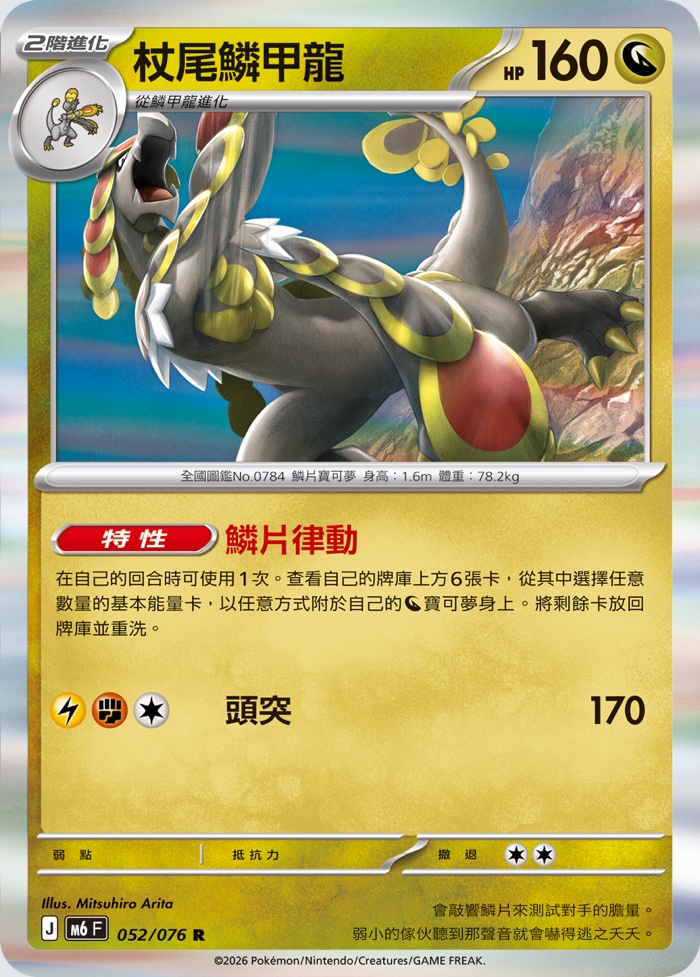 2階進化
杖尾鱗甲龍
HP 160
從鱗甲龍進化
全國圖鑑No.0784 鱗片寶可夢 身高：1.6m 體重：78.2kg
特性 鱗片律動
在自己的回合時可使用1次。查看自己的牌庫上方6張卡，從其中選擇任意
數量的基本能量卡，以任意方式附於自己的寶可夢身上。將剩餘卡放回
牌庫並重洗。
頭突 170
弱點 抵抗力 撤退
Illus. Mitsuhiro Arita
J M6 F 052/076 R
會敲響鱗片來測試對手的膽量。
弱小的傢伙聽到那聲音就會嚇得逃之夭夭。
©2026 Pokémon/Nintendo/Creatures/GAME FREAK.